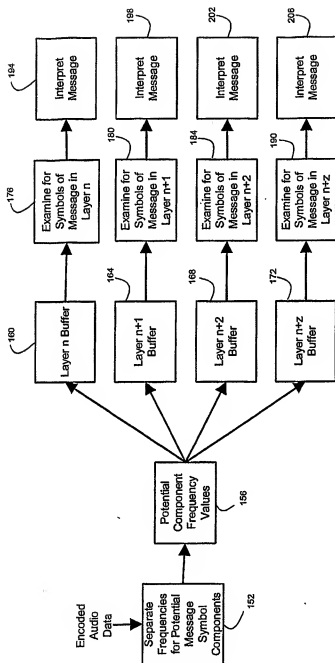 Encoded
Audio
Data
Separate
Frequencies
for Potential
Message
Symbol
Components
152
Potential
Component
Frequency
Values
156
160
Layer n Buffer
176
Examine for
Symbols of
Message in
Layer n
194
Interpret
Message
164
Layer n+1
Buffer
180
Examine for
Symbols of
Message in
Layer n+1
198
Interpret
Message
168
Layer n+2
Buffer
184
Examine for
Symbols of
Message in
Layer n+2
202
Interpret
Message
172
Layer n+z
Buffer
190
Examine for
Symbols of
Message in
Layer n+z
206
Interpret
Message